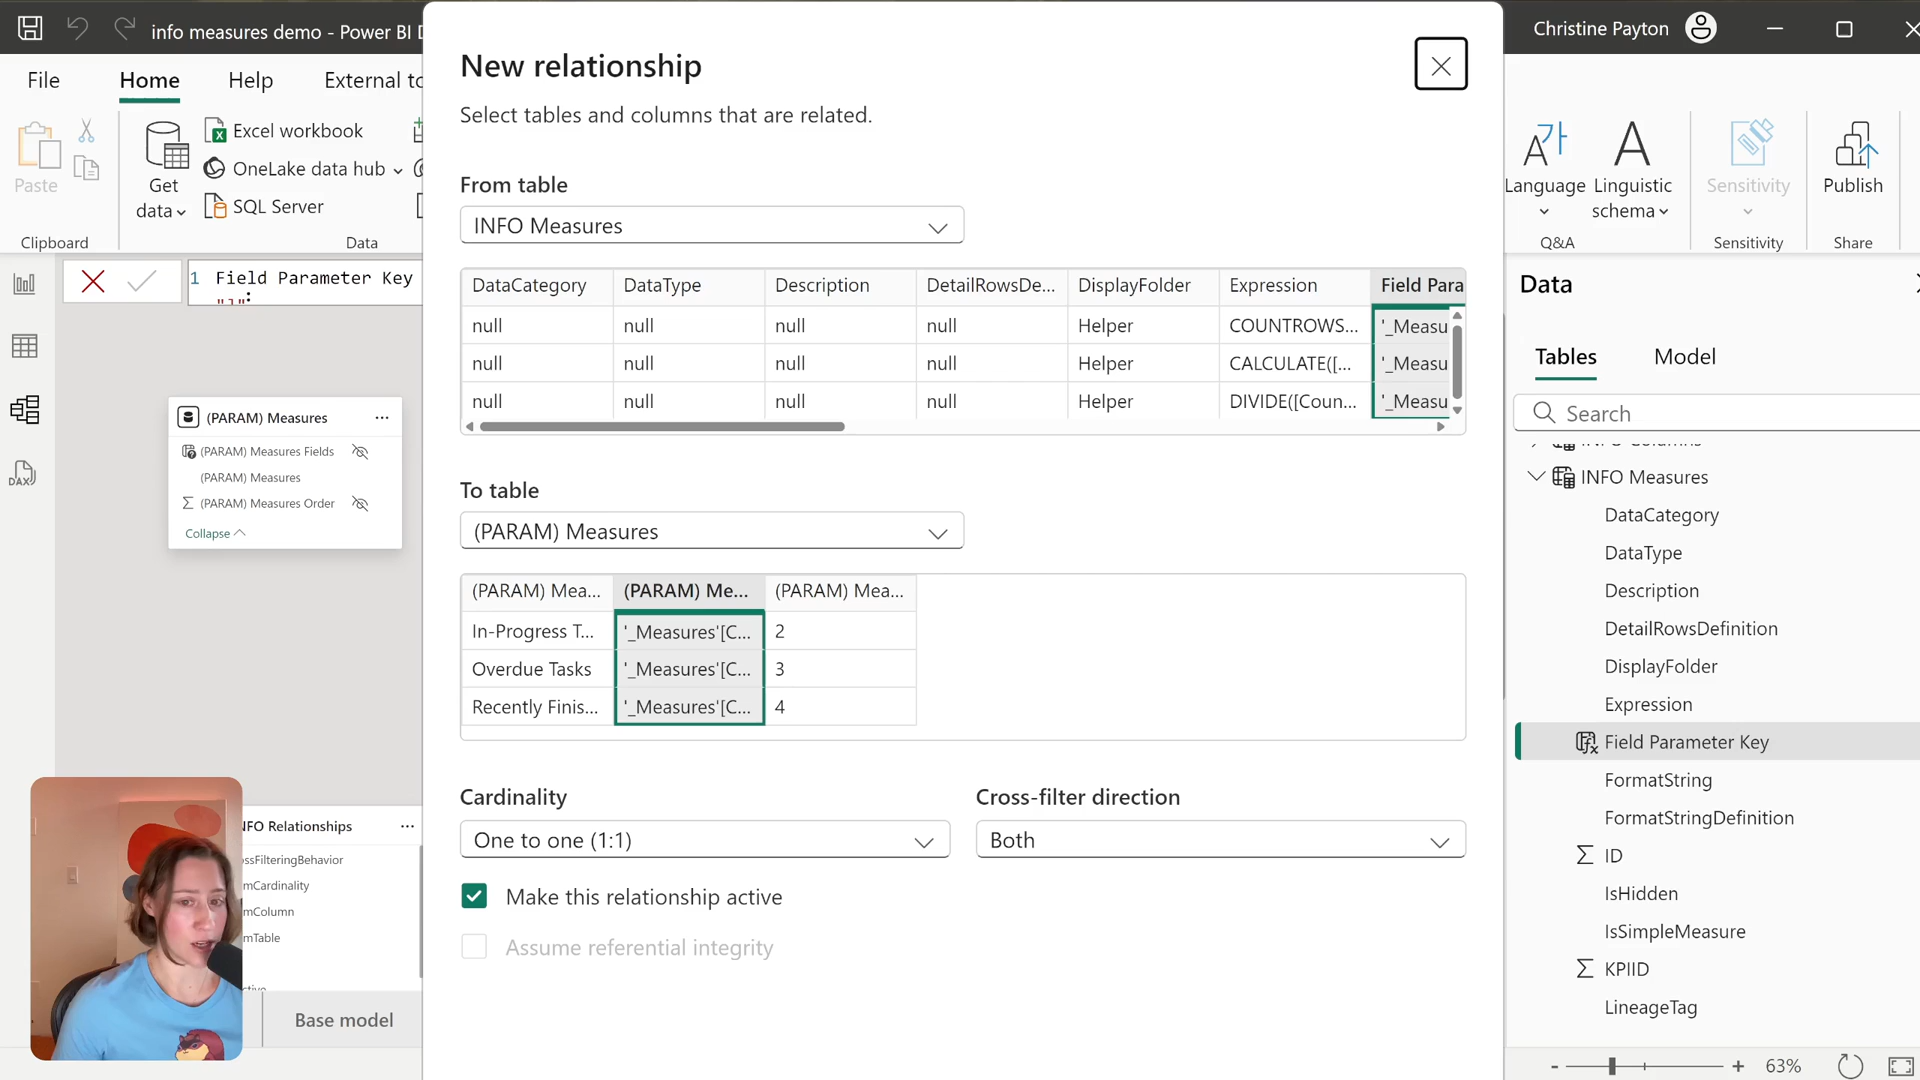 info measures demo - Power BI D
Christine Payton
File
Home
Help
External to
Paste
Clipboard
Get
data
Excel workbook
OneLake data hub
SQL Server
Data
Language
Linguistic
schema
Q&A
Sensitivity
Sensitivity
Publish
Share
1 Field Parameter Key
"]"
(PARAM) Measures
(PARAM) Measures Fields
(PARAM) Measures
(PARAM) Measures Order
Collapse
NFO Relationships
ssFilteringBehavior
mCardinality
mColumn
mTable
ctive
Base model
New relationship
Select tables and columns that are related.
From table
INFO Measures
DataCategory DataType Description DetailRowsDe... DisplayFolder Expression Field Para
null null null null Helper COUNTROWS... '_Measu
null null null null Helper CALCULATE([... '_Measu
null null null null Helper DIVIDE([Coun... '_Measu
To table
(PARAM) Measures
(PARAM) Mea... (PARAM) Me... (PARAM) Mea...
In-Progress T... '_Measures'[C... 2
Overdue Tasks '_Measures'[C... 3
Recently Finis... '_Measures'[C... 4
Cardinality
One to one (1:1)
Cross-filter direction
Both
Make this relationship active
Assume referential integrity
Data
Tables
Model
Search
INFO Columns
INFO Measures
DataCategory
DataType
Description
DetailRowsDefinition
DisplayFolder
Expression
Field Parameter Key
FormatString
FormatStringDefinition
ID
IsHidden
IsSimpleMeasure
KPIID
LineageTag
- + 63%